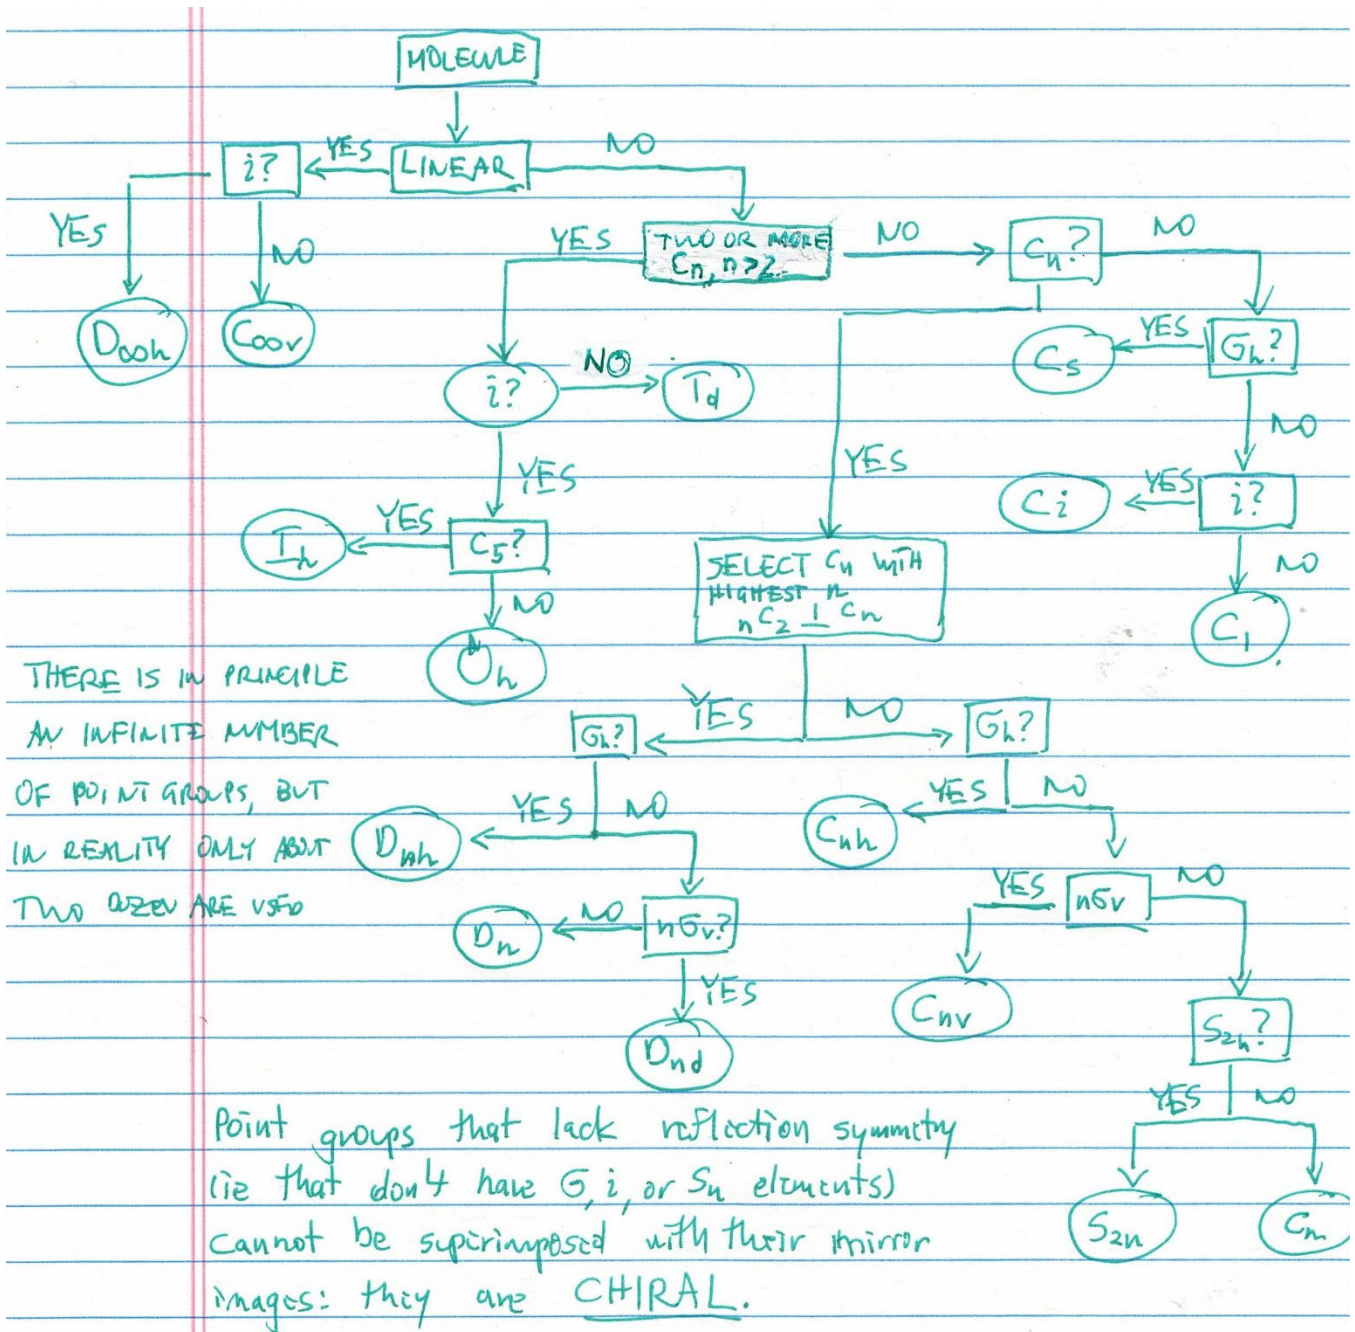 MOLECULE
i? YES LINEAR NO
YES NO YES TWO OR MORE NO Cn? NO
Cn, n>2
D∞h C∞v YES σh?
Cs
i? NO Td
NO
YES YES
Ci YES i?
Ih YES C5? SELECT Cn WITH
HIGHEST n
nC2 ⊥ Cn
NO NO
Oh C1
THERE IS IN PRINCIPLE
AN INFINITE NUMBER σh? YES NO σh?
OF POINT GROUPS, BUT YES NO Cnh YES NO
IN REALITY ONLY ABOUT Dnh
TWO DOZEN ARE USED YES nσv NO
Dn NO nσv?
YES
Cnv
Dnd S2n?
YES NO
Point groups that lack reflection symmetry
(ie that don't have σ, i, or Sn elements)
cannot be superimposed with their mirror S2n Cn
images: they are CHIRAL.